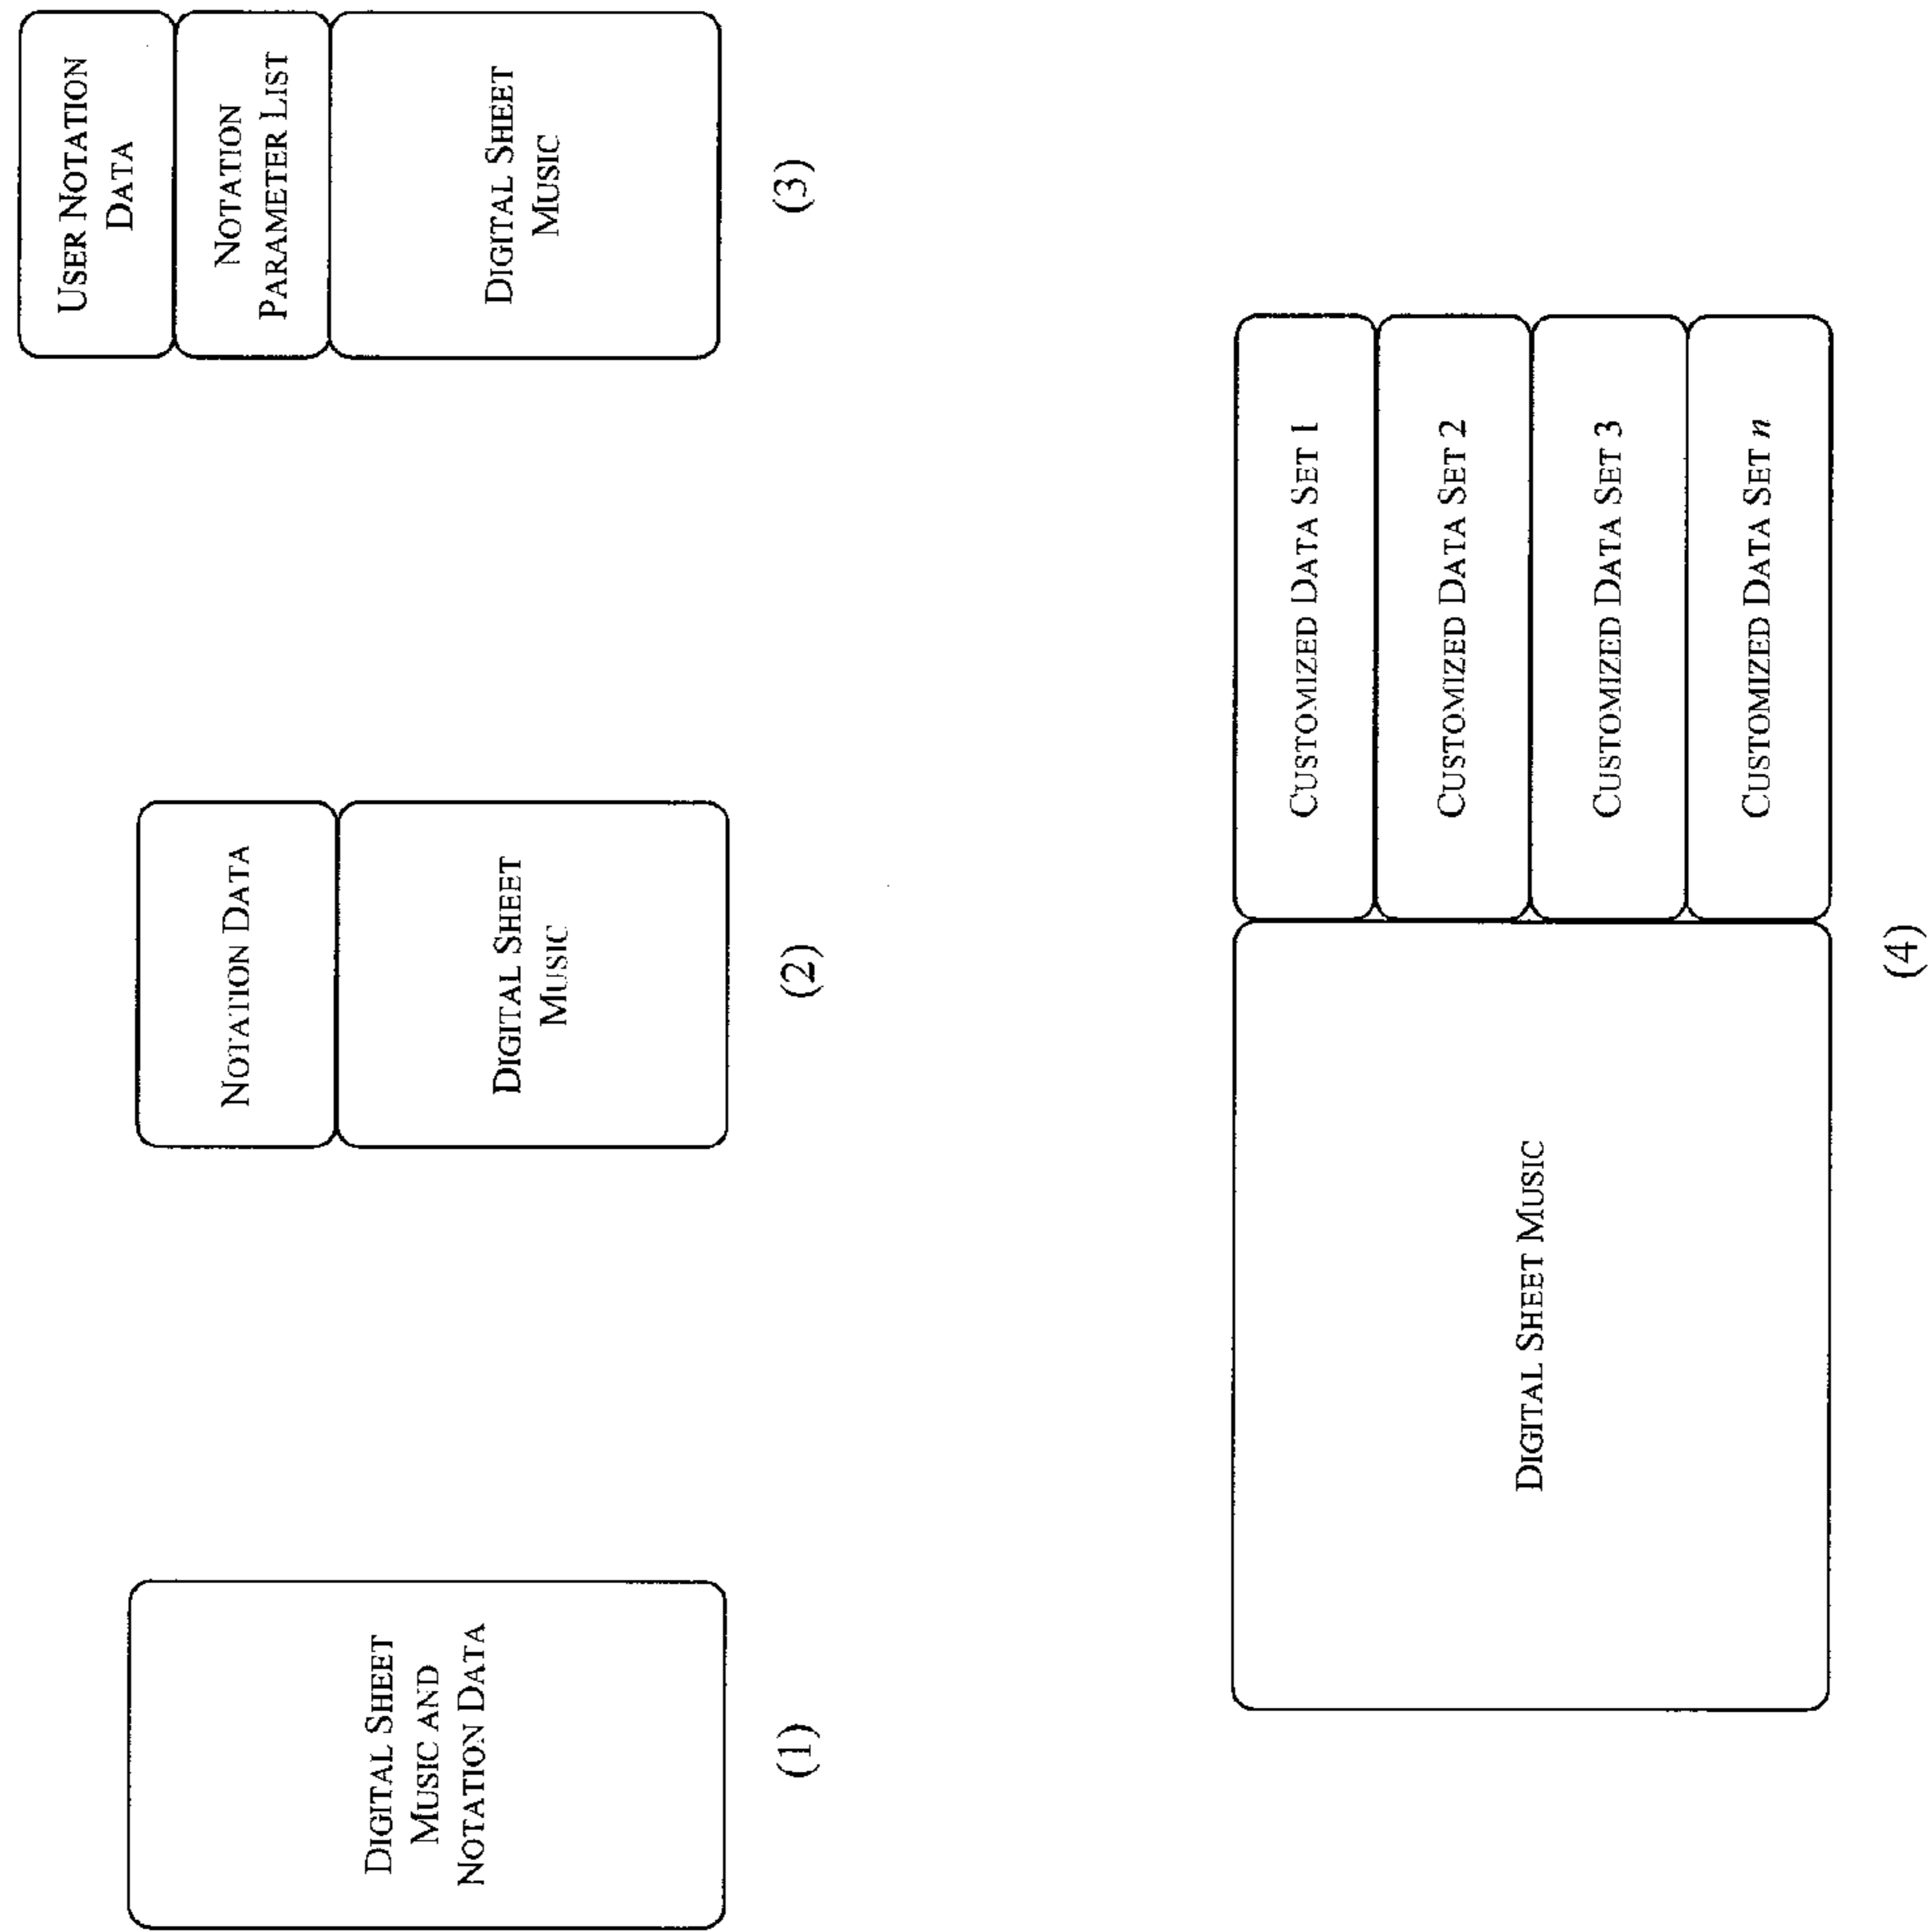 DIGITAL SHEET
MUSIC AND
NOTATION DATA
(1)
NOTATION DATA
DIGITAL SHEET
MUSIC
(2)
USER NOTATION
DATA
NOTATION
PARAMETER LIST
DIGITAL SHEET
MUSIC
(3)
DIGITAL SHEET MUSIC
CUSTOMIZED DATA SET 1
CUSTOMIZED DATA SET 2
CUSTOMIZED DATA SET 3
CUSTOMIZED DATA SET n
(4)